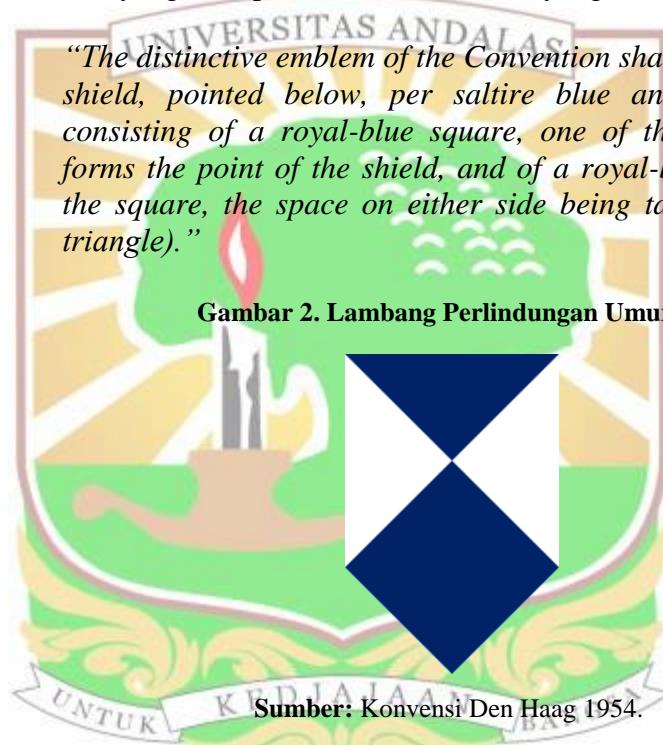 UNIVERSITAS ANDALAS
“The distinctive emblem of the Convention sha
shield, pointed below, per saltire blue an
consisting of a royal-blue square, one of th
forms the point of the shield, and of a royal-
the square, the space on either side being ta
triangle).”
Gambar 2. Lambang Perlindungan Umu
Sumber: Konvensi Den Haag 1954.
UNTUK KEDJAJAAN BANGSA